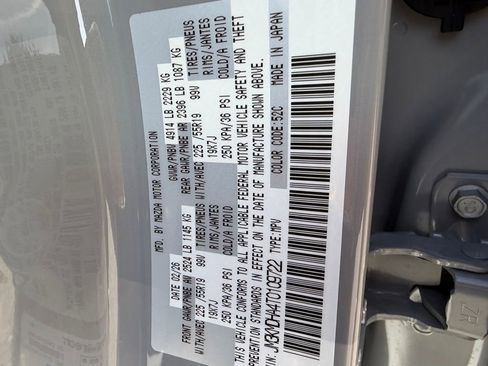 MFD. BY MAZDA MOTOR CORPORATION
DATE 02/26 GVWR/PNBV 4914 LB 2229 KG
FRONT GAWR/PNBE AV 2524 LB 1145 KG REAR GAWR/PNBE AR 2396 LB 1087 KG
TIRES/PNEUS WITH/AVEC 225 /55R19 99V TIRES/PNEUS WITH/AVEC 225 /55R19 99V
RIMS/JANTES 19X7J RIMS/JANTES 19X7J
COLD/A FROID 250 KPA/36 PSI COLD/A FROID 250 KPA/36 PSI
THIS VEHICLE CONFORMS TO ALL APPLICABLE FEDERAL MOTOR VEHICLE SAFETY AND THEFT
PREVENTION STANDARDS IN EFFECT ON THE DATE OF MANUFACTURE SHOWN ABOVE.
COLOR CODE:52C MADE IN JAPAN
TYPE:MPV